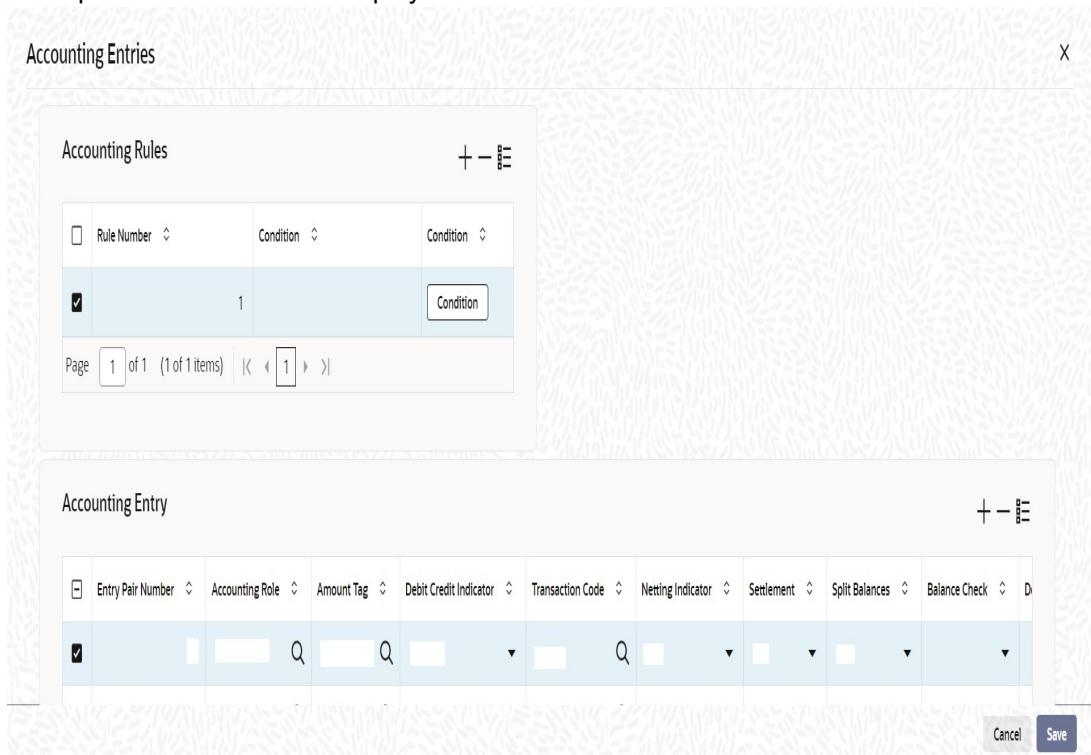 Accounting Entries X
Accounting Rules
Rule Number Condition Condition
1 Condition
Page 1 of 1 (1 of 1 items) 1
Accounting Entry
Entry Pair Number Accounting Role Amount Tag Debit Credit Indicator Transaction Code Netting Indicator Settlement Split Balances Balance Check
Cancel Save